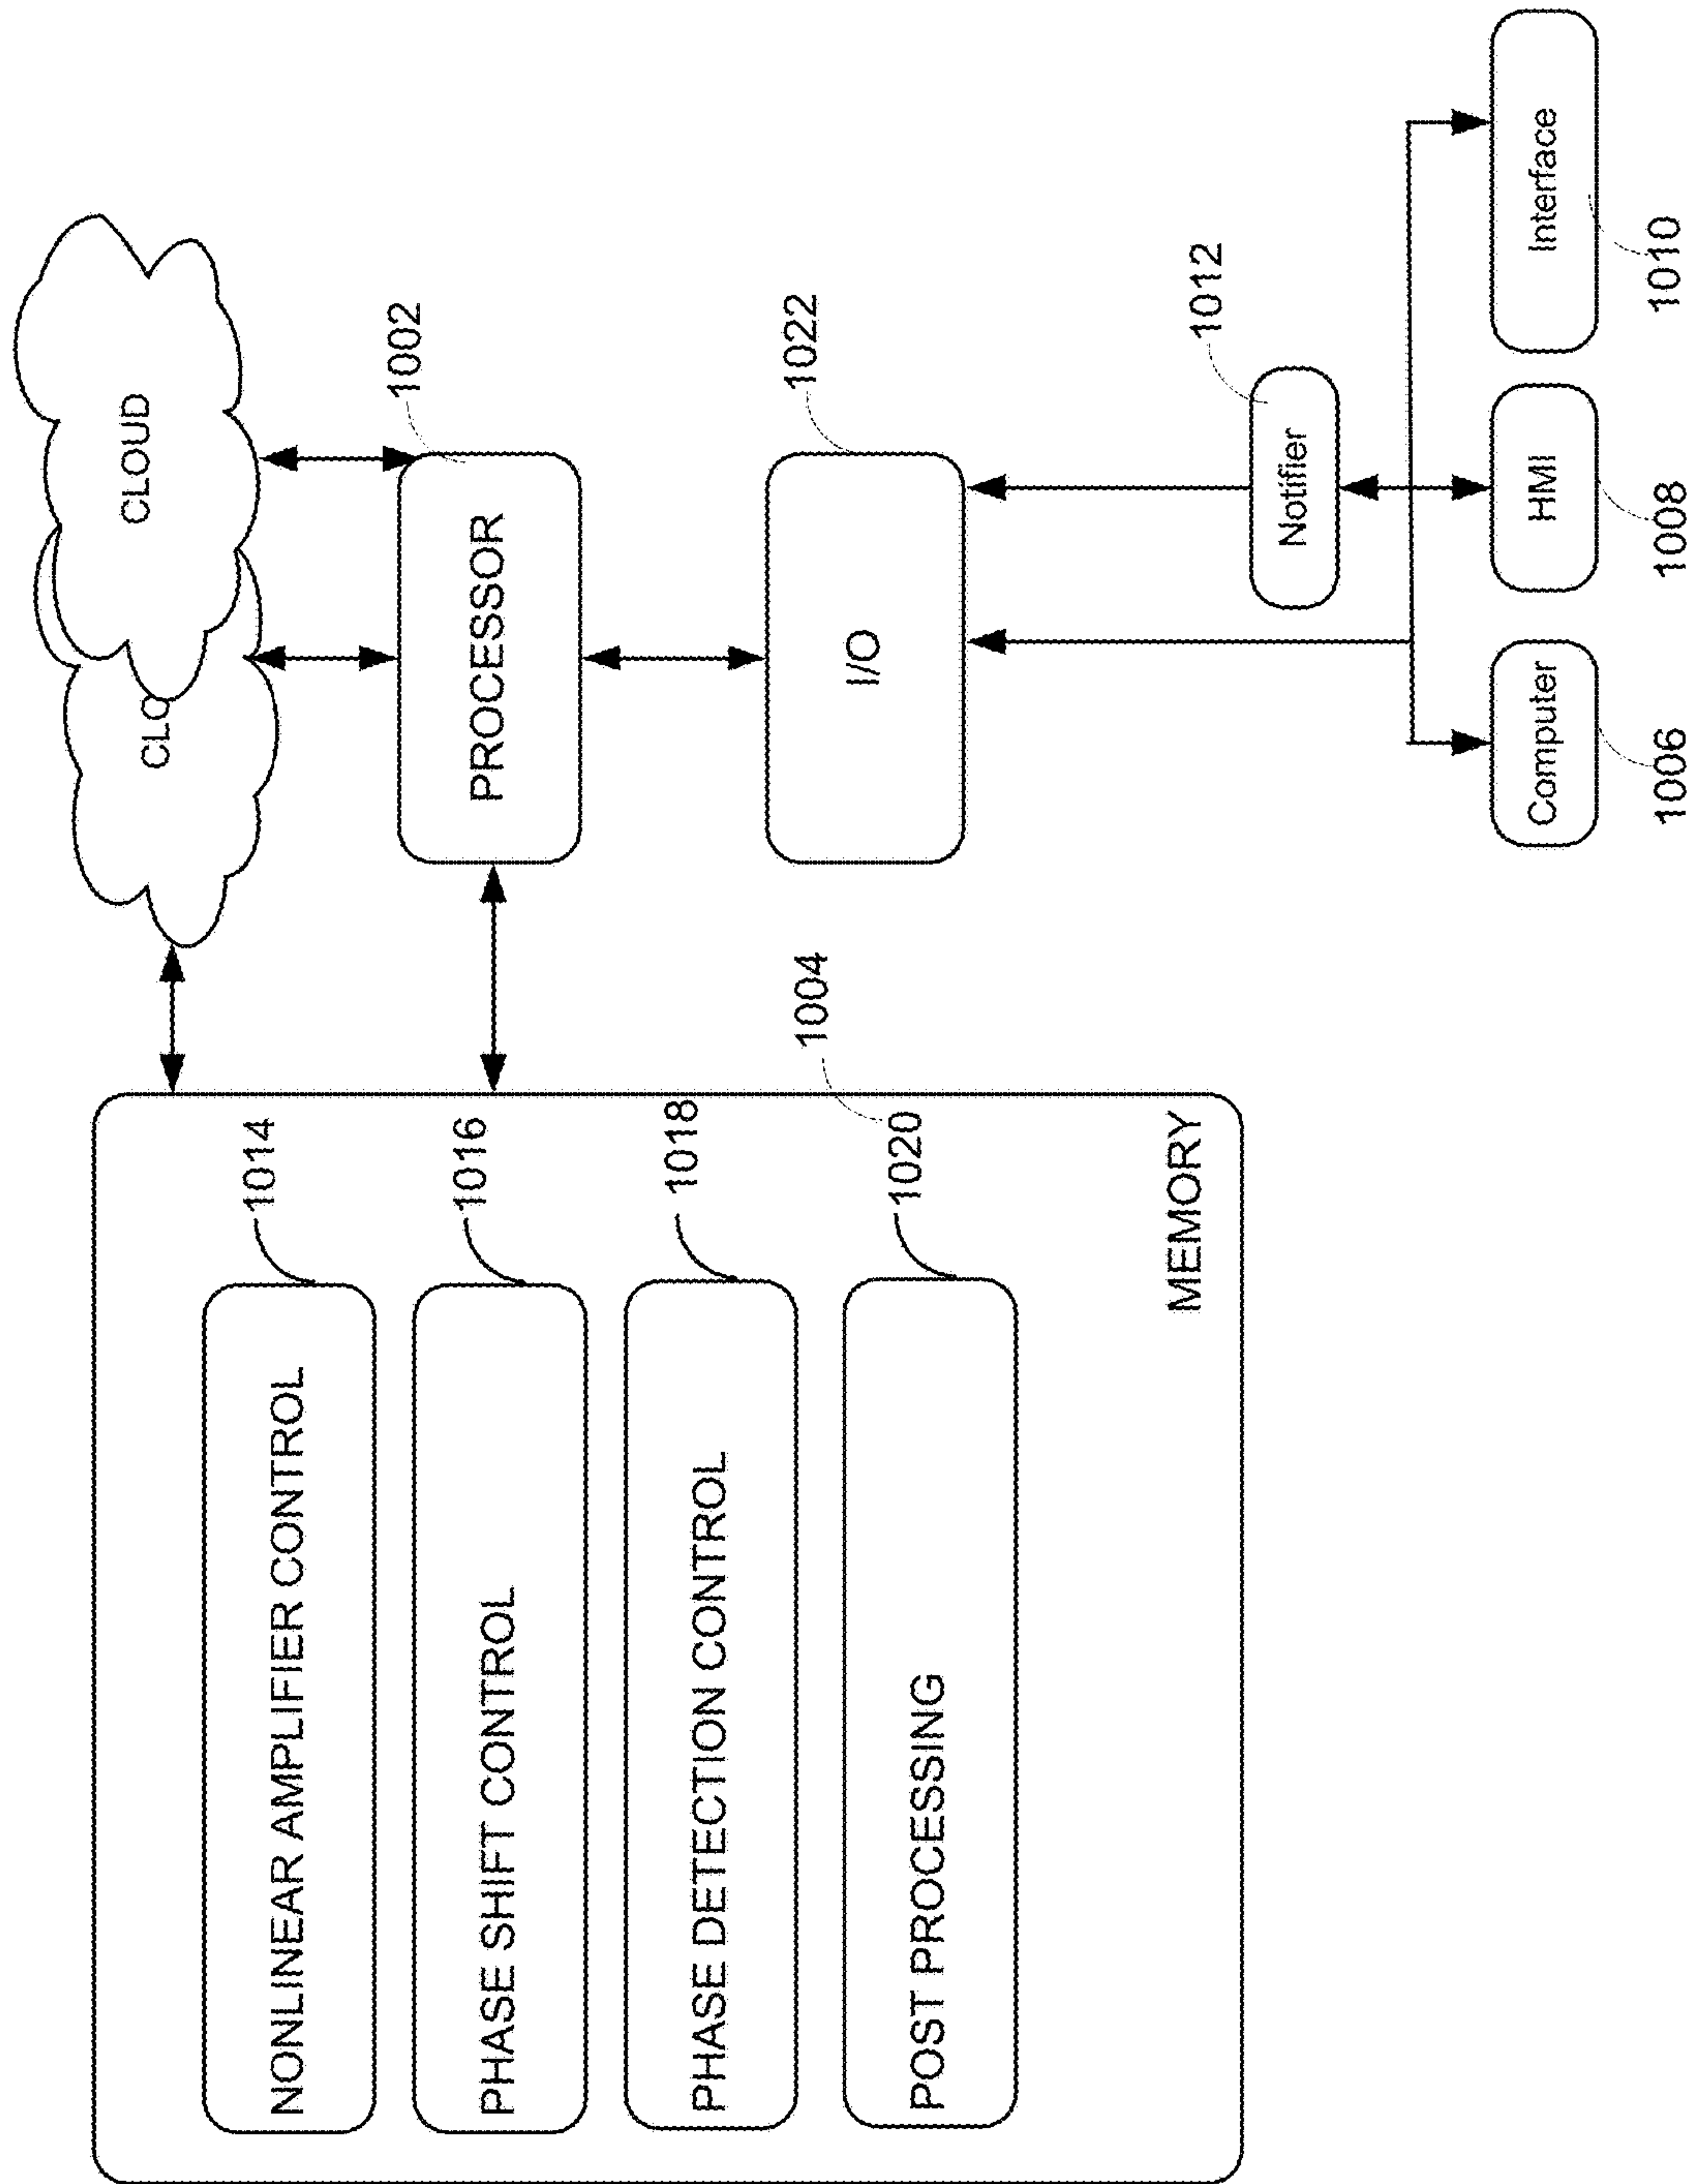 NONLINEAR AMPLIFIER CONTROL
1014
PHASE SHIFT CONTROL
1016
PHASE DETECTION CONTROL
1018
POST PROCESSING
1020
MEMORY
1004
CLO
CLOUD
PROCESSOR
1002
I/O
1022
Notifier
1012
Computer
1006
HMI
1008
Interface
1010